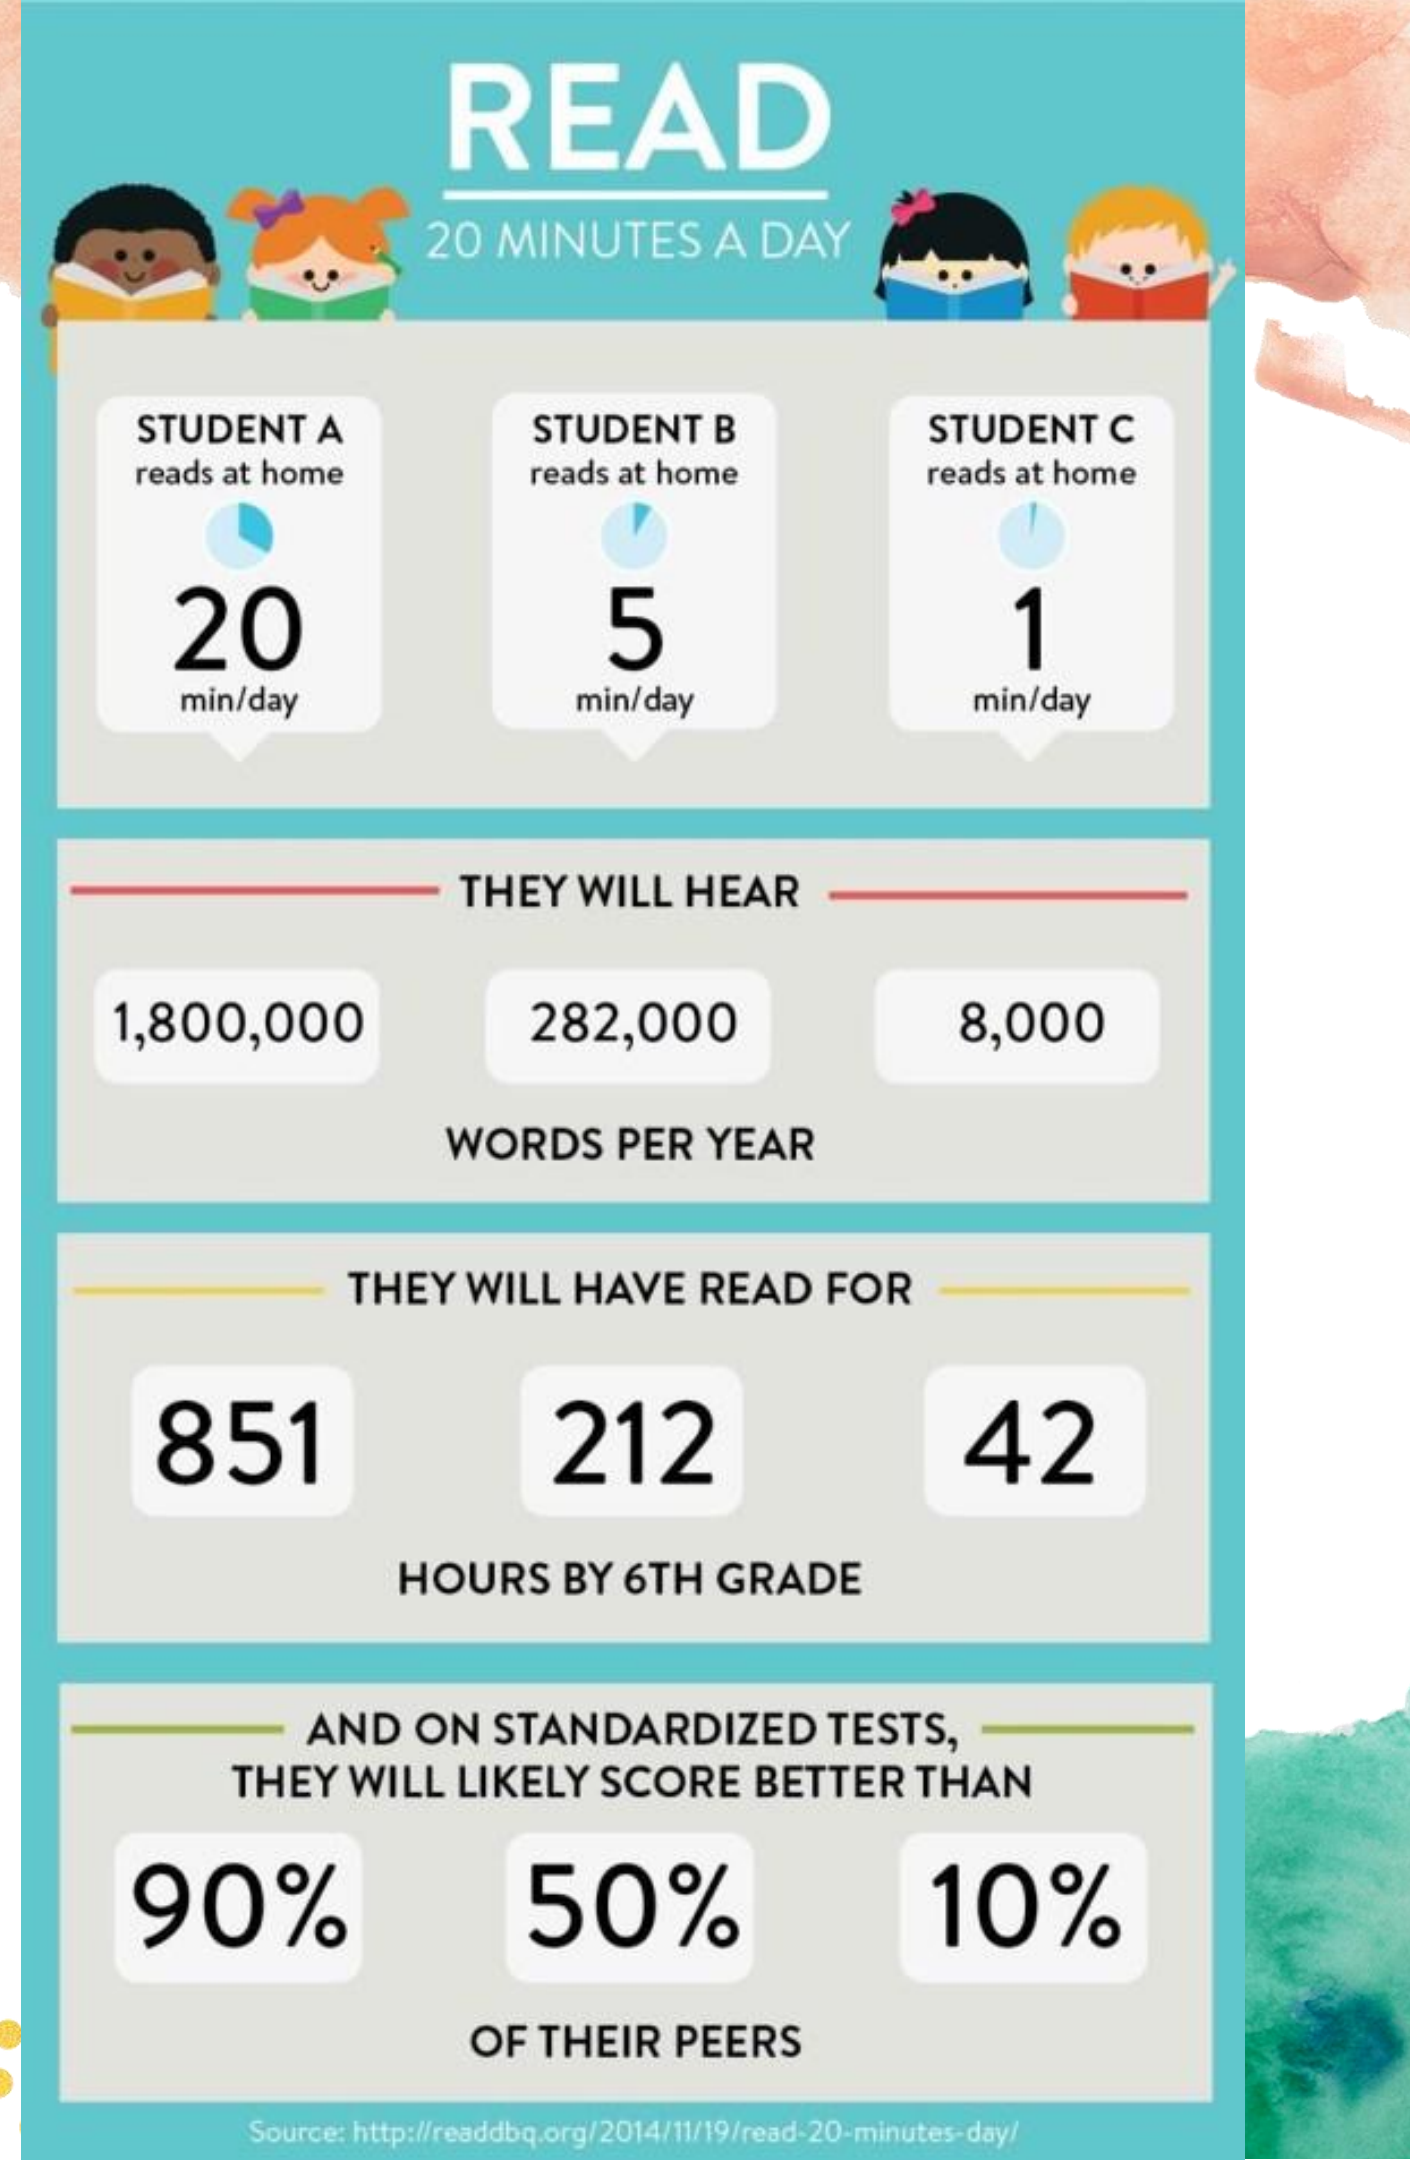 READ
20 MINUTES A DAY
STUDENT A
reads at home
20
min/day
STUDENT B
reads at home
5
min/day
STUDENT C
reads at home
1
min/day
THEY WILL HEAR
1,800,000
282,000
8,000
WORDS PER YEAR
THEY WILL HAVE READ FOR
851
212
42
HOURS BY 6TH GRADE
AND ON STANDARDIZED TESTS,
THEY WILL LIKELY SCORE BETTER THAN
90%
50%
10%
OF THEIR PEERS
Source: http://readdbq.org/2014/11/19/read-20-minutes-day/